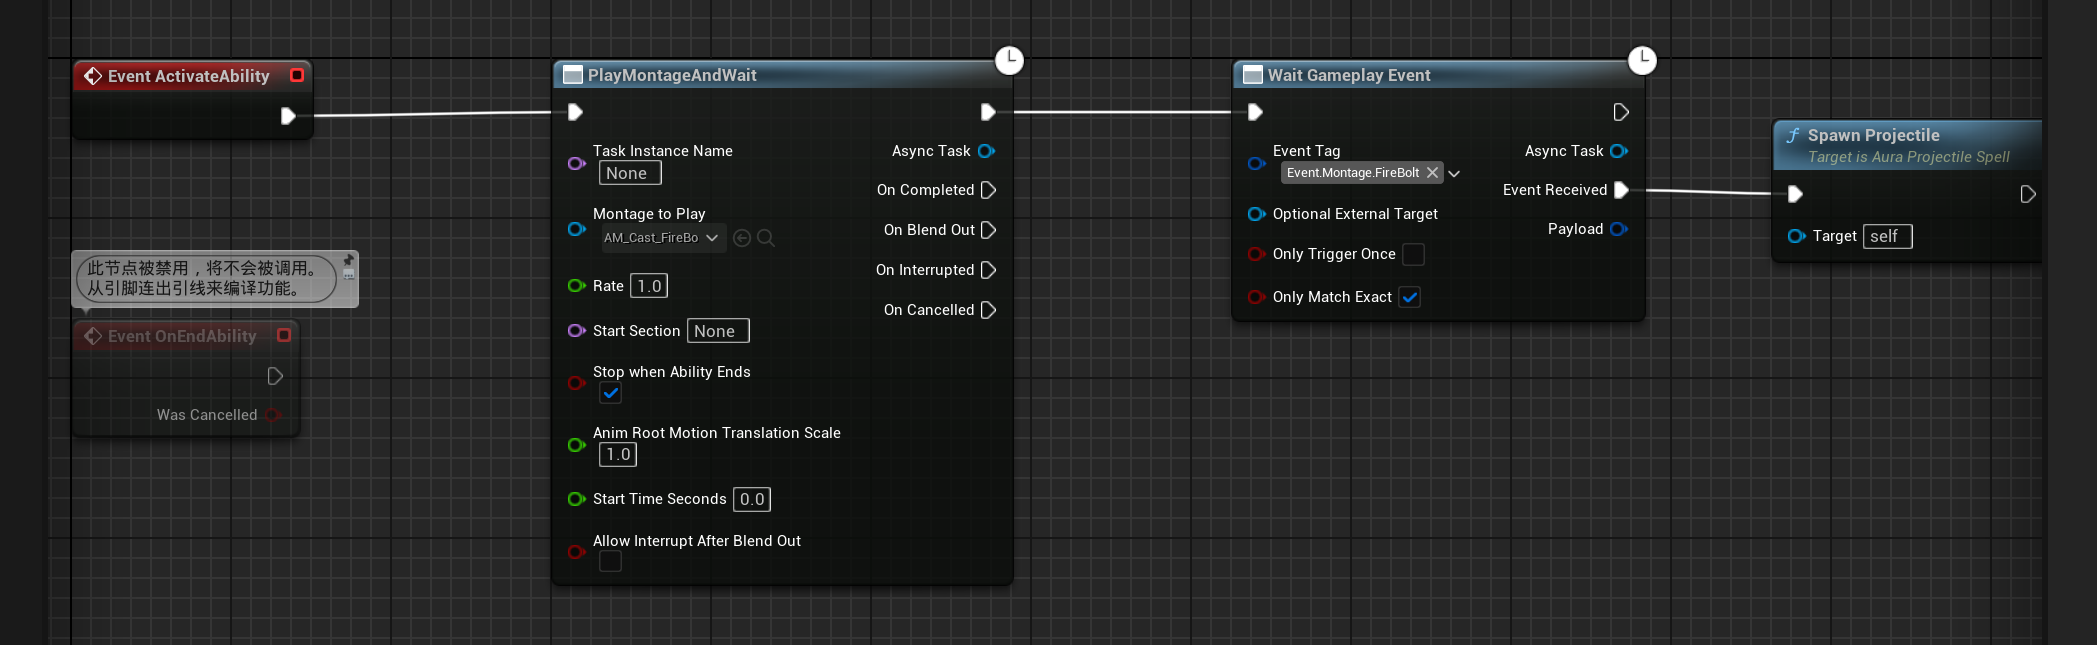 Event ActivateAbility
此节点被禁用，将不会被调用。
从引脚连出引线来编译功能。
Event OnEndAbility
Was Cancelled
PlayMontageAndWait
Task Instance Name
None
Async Task
On Completed
Montage to Play
AM_Cast_FireBo
On Blend Out
On Interrupted
Rate 1.0
On Cancelled
Start Section None
Stop when Ability Ends
Anim Root Motion Translation Scale
1.0
Start Time Seconds 0.0
Allow Interrupt After Blend Out
Wait Gameplay Event
Event Tag
Event.Montage.FireBolt
Async Task
Event Received
Optional External Target
Payload
Only Trigger Once
Only Match Exact
f Spawn Projectile
Target is Aura Projectile Spell
Target self